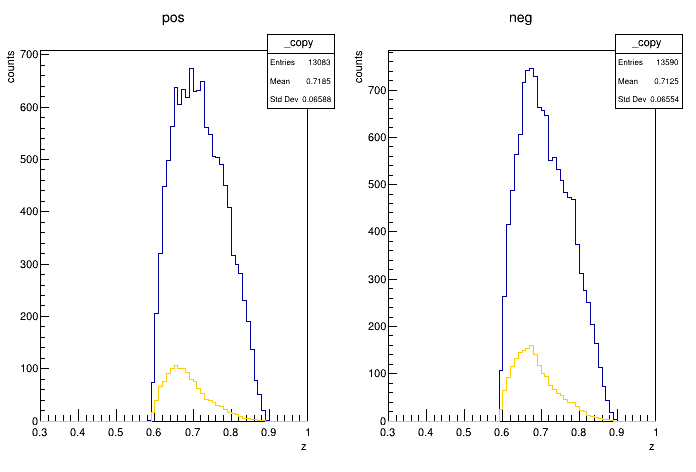 pos
counts
_copy
Entries 13083
Mean 0.7185
Std Dev 0.06588
700
600
500
400
300
200
100
0
0.3 0.4 0.5 0.6 0.7 0.8 0.9 1
z
neg
counts
_copy
Entries 13590
Mean 0.7125
Std Dev 0.06554
700
600
500
400
300
200
100
0
0.3 0.4 0.5 0.6 0.7 0.8 0.9 1
z